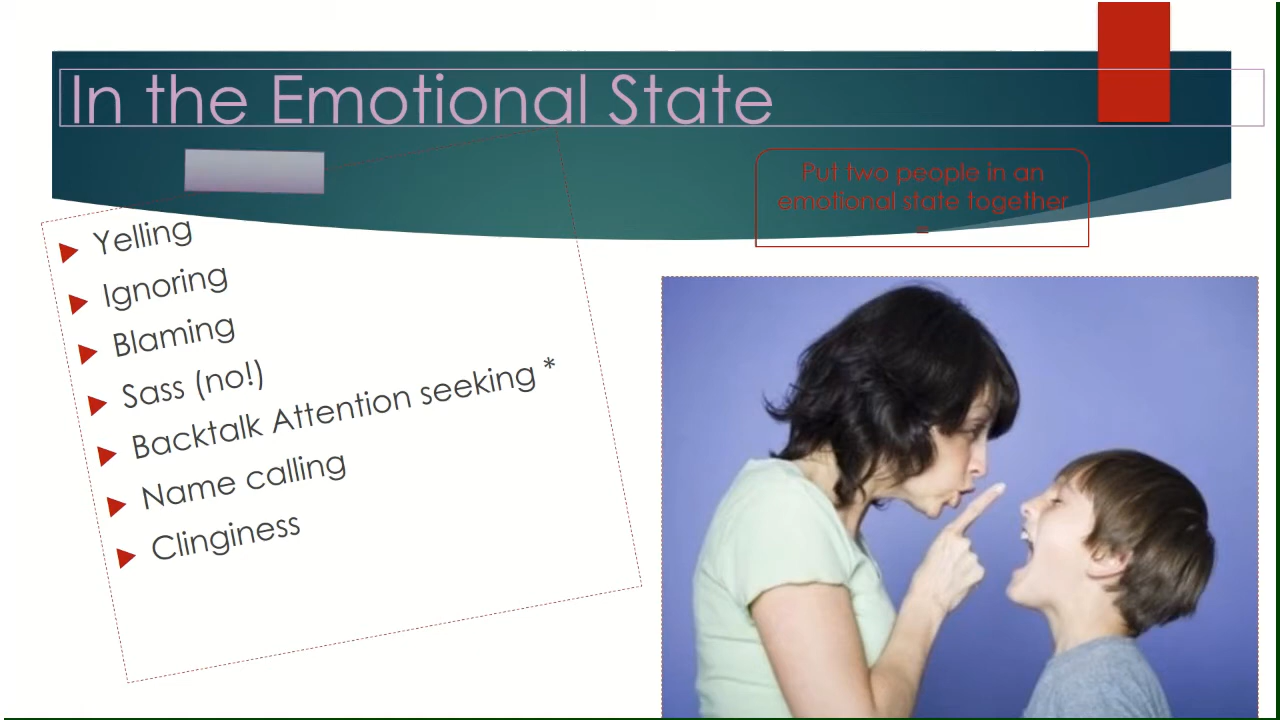 In the Emotional State
Put two people in an
emotional state together
=
Yelling
Ignoring
Blaming
Sass (no!)
Backtalk Attention seeking *
Name calling
Clinginess